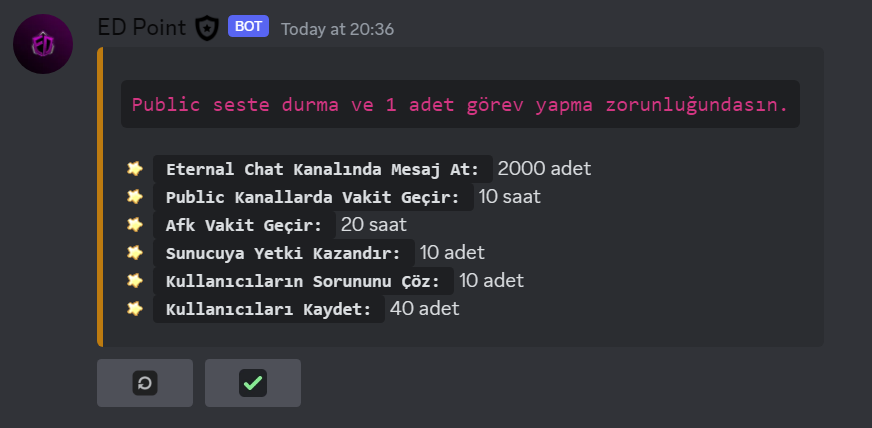 ED Point BOT Today at 20:36
Public seste durma ve 1 adet görev yapma zorunluğundasın.
Eternal Chat Kanalında Mesaj At: 2000 adet
Public Kanallarda Vakit Geçir: 10 saat
Afk Vakit Geçir: 20 saat
Sunucuya Yetki Kazandır: 10 adet
Kullanıcıların Sorununu Çöz: 10 adet
Kullanıcıları Kaydet: 40 adet